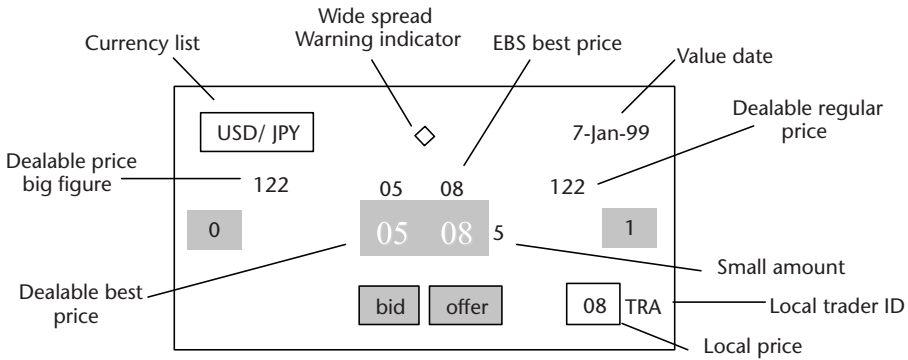 Wide spread
Warning indicator
Currency list
EBS best price
Value date
USD/ JPY
7-Jan-99
Dealable regular
price
Dealable price
big figure
122
05 08
122
0
05 08 5
1
Small amount
Dealable best
price
bid
offer
08 TRA
Local trader ID
Local price